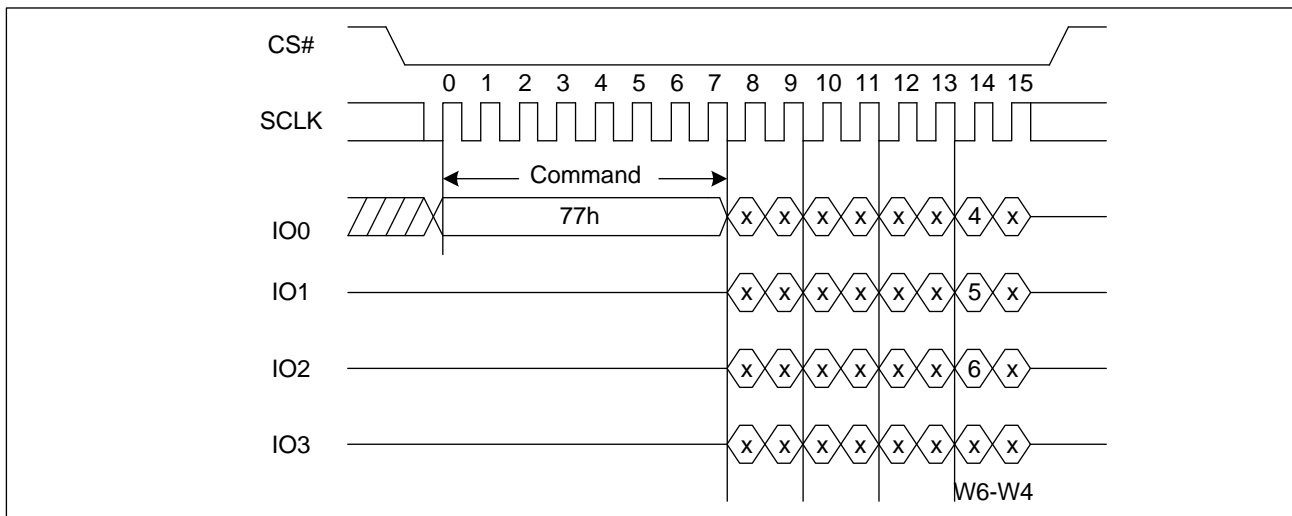 CS#
0 1 2 3 4 5 6 7 8 9 10 11 12 13 14 15
SCLK
Command
IO0 77h x x x x x x 4 x
IO1 x x x x x x 5 x
IO2 x x x x x x 6 x
IO3 x x x x x x x x
W6-W4